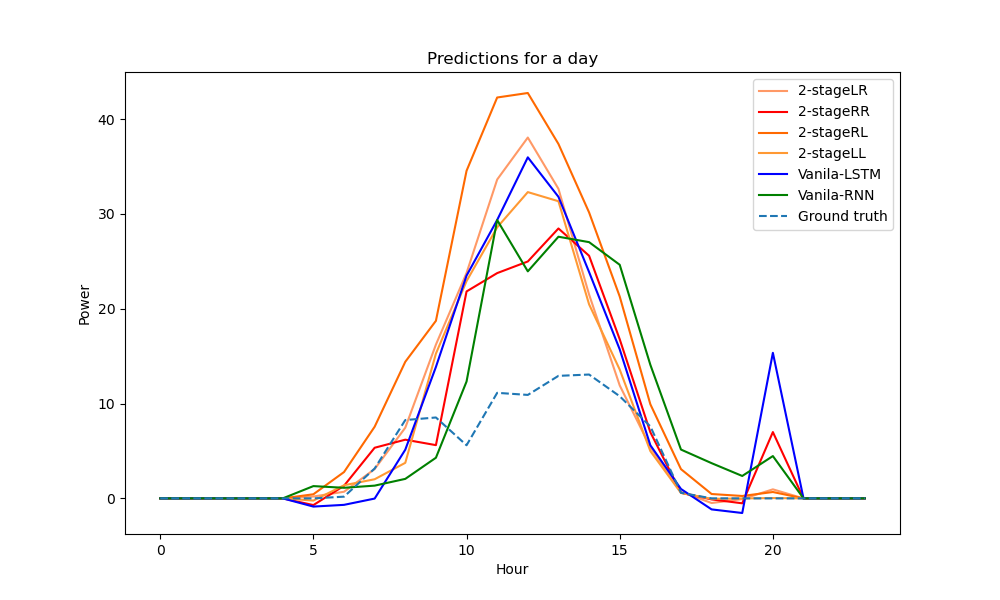 Predictions for a day
2-stageLR
2-stageRR
2-stageRL
2-stageLL
Vanila-LSTM
Vanila-RNN
Ground truth
Power
40
30
20
10
0
0 5 10 15 20
Hour